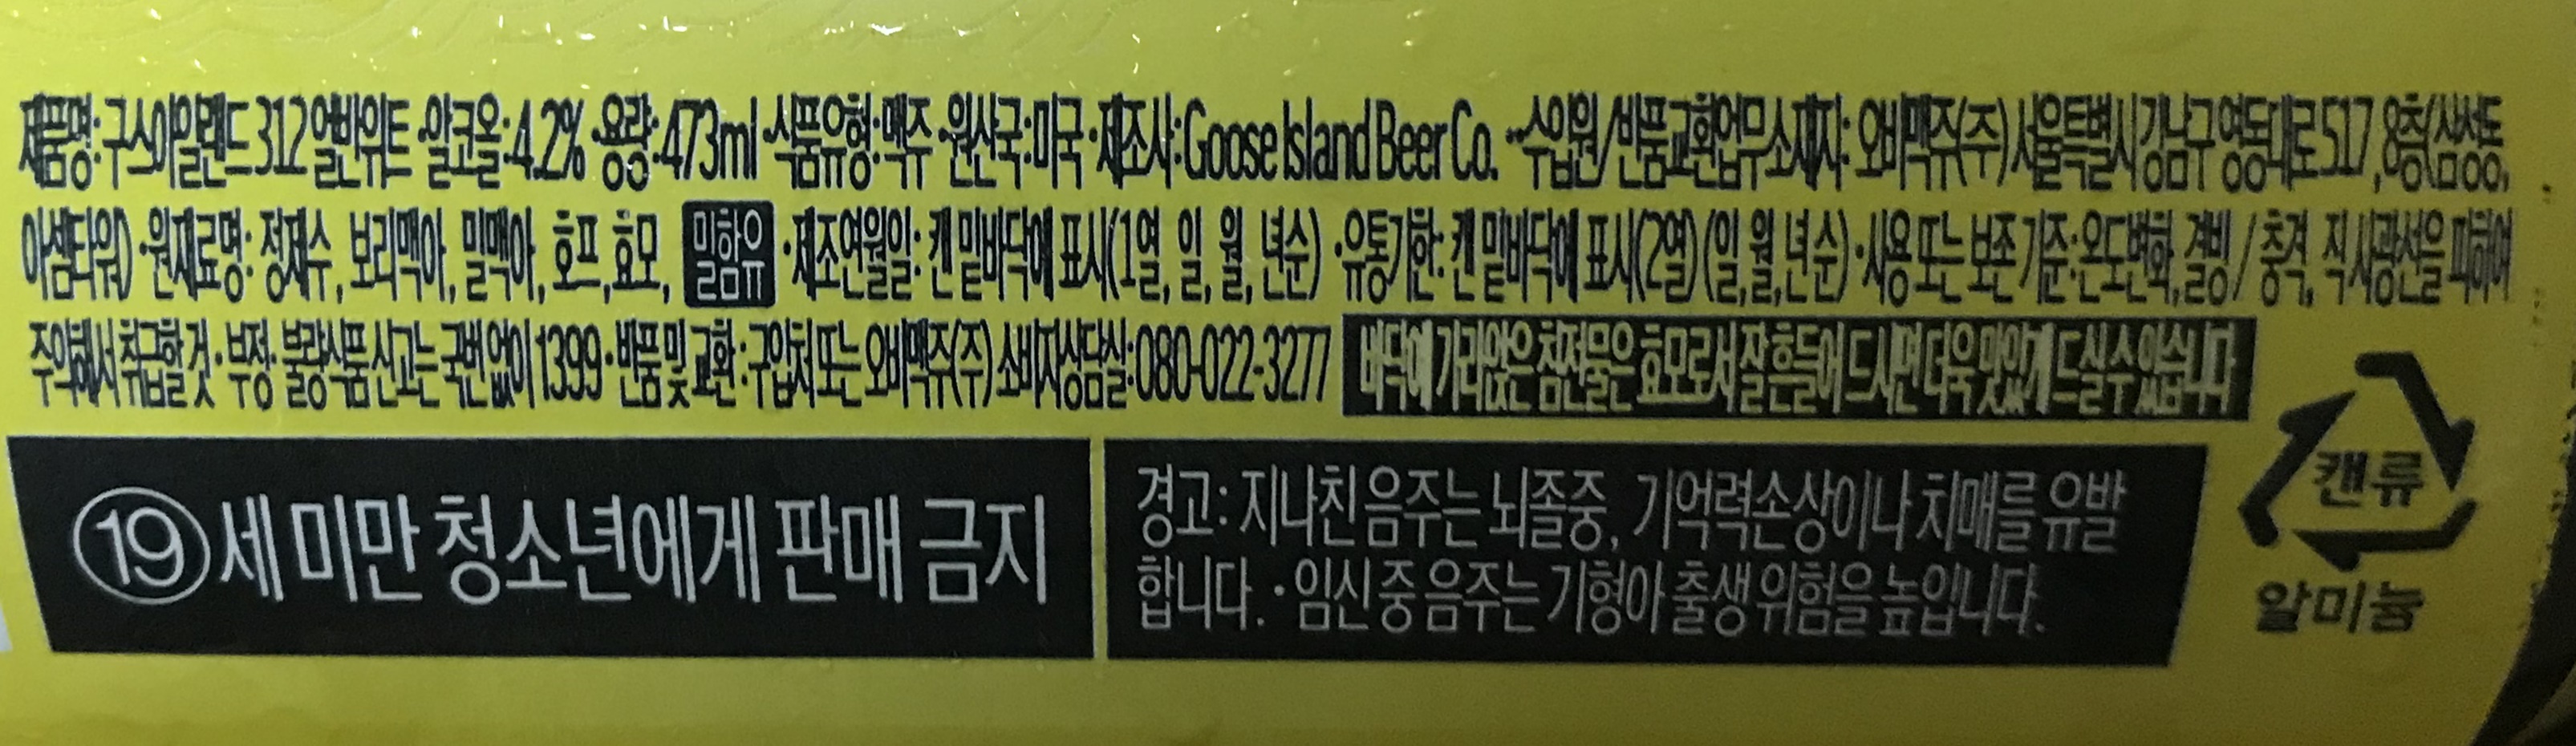 제품명:구스아일랜드 312 얼반위트 ·알코올:4.2% ·용량:473ml ·식품유형:맥주 ·원산국:미국 ·제조사:Goose Island Beer Co. ··수입원/반품교환업무소재지: 오비맥주(주) 서울특별시 강남구 영동대로 517, 8층(삼성동,
아셈타워) ·원재료명: 정제수, 보리맥아, 밀맥아, 호프, 효모, 밀함유 ·제조연월일: 캔 밑바닥에 표시(1열, 일, 월, 년순) ·유통기한: 캔 밑바닥에 표시(2열) (일,월,년 순) ·사용 또는 보존 기준:온도변화, 결빙 / 충격, 직사광선을 피하여
주의해서 취급할 것 · 부정·불량식품 신고는 국번 없이 1399 · 반품 및 교환 : 구입처 또는 오비맥주(주) 소비자상담실:080-022-3277 바닥에 가라앉은 침전물은 효모로서 잘 흔들어 드시면 더욱 맛있게 드실 수 있습니다
⑲세 미만 청소년에게 판매 금지
경고: 지나친 음주는 뇌졸중, 기억력손상이나 치매를 유발
합니다. · 임신 중 음주는 기형아 출생 위험을 높입니다.
캔류
알미늄